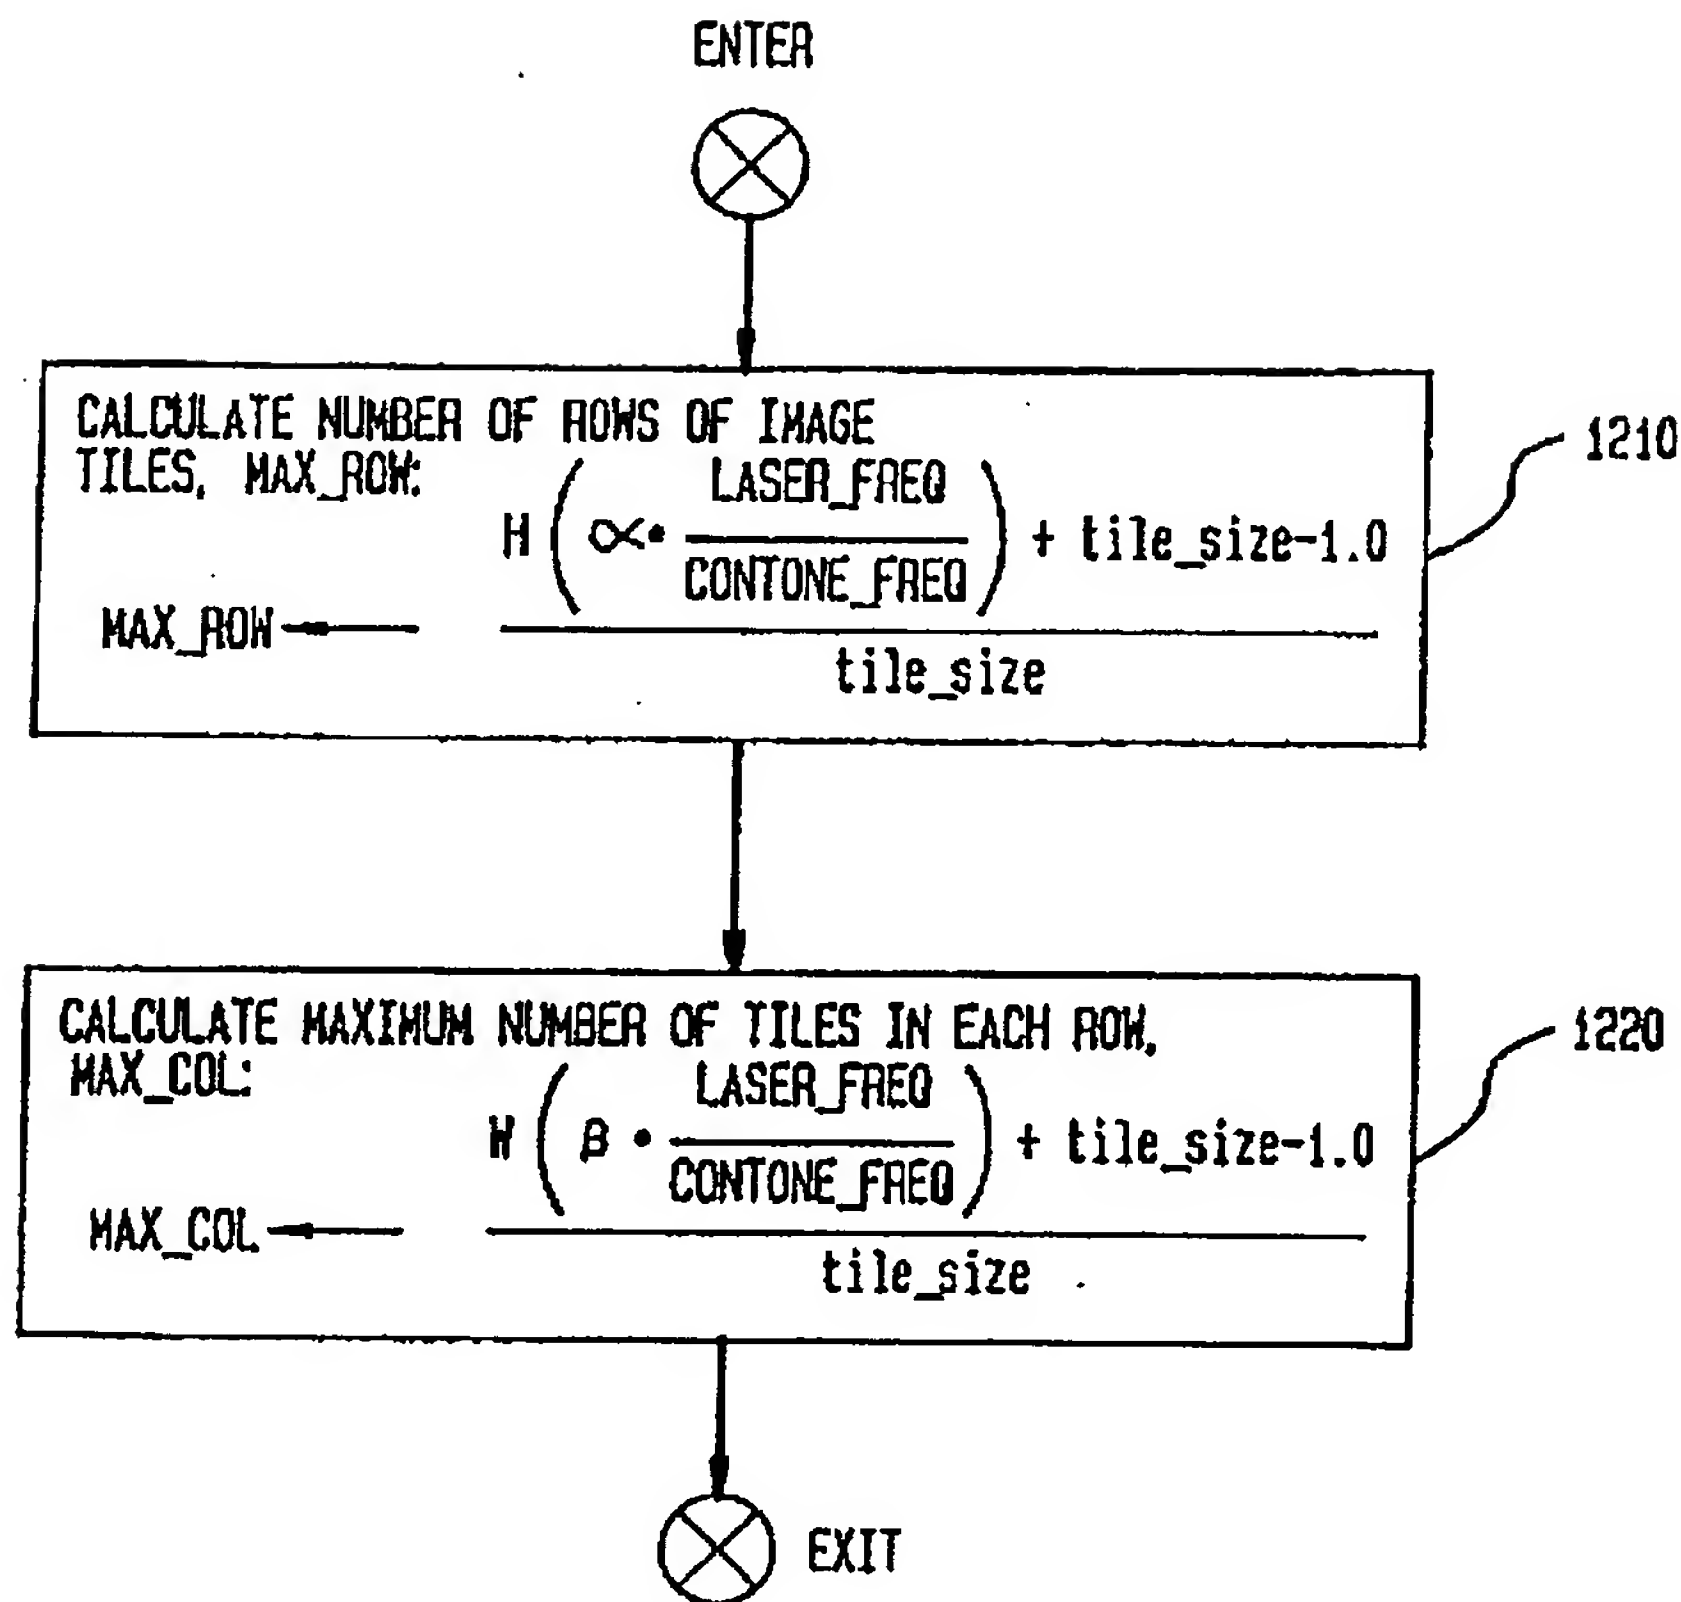 ENTER
CALCULATE NUMBER OF ROWS OF IMAGE
TILES, MAX_ROW:
LASER_FREQ
H ( α • ) + tile_size-1.0
CONTONE_FREQ
MAX_ROW ←
tile_size
1210
CALCULATE MAXIMUM NUMBER OF TILES IN EACH ROW,
MAX_COL:
LASER_FREQ
W ( β • ) + tile_size-1.0
CONTONE_FREQ
MAX_COL ←
tile_size
1220
EXIT